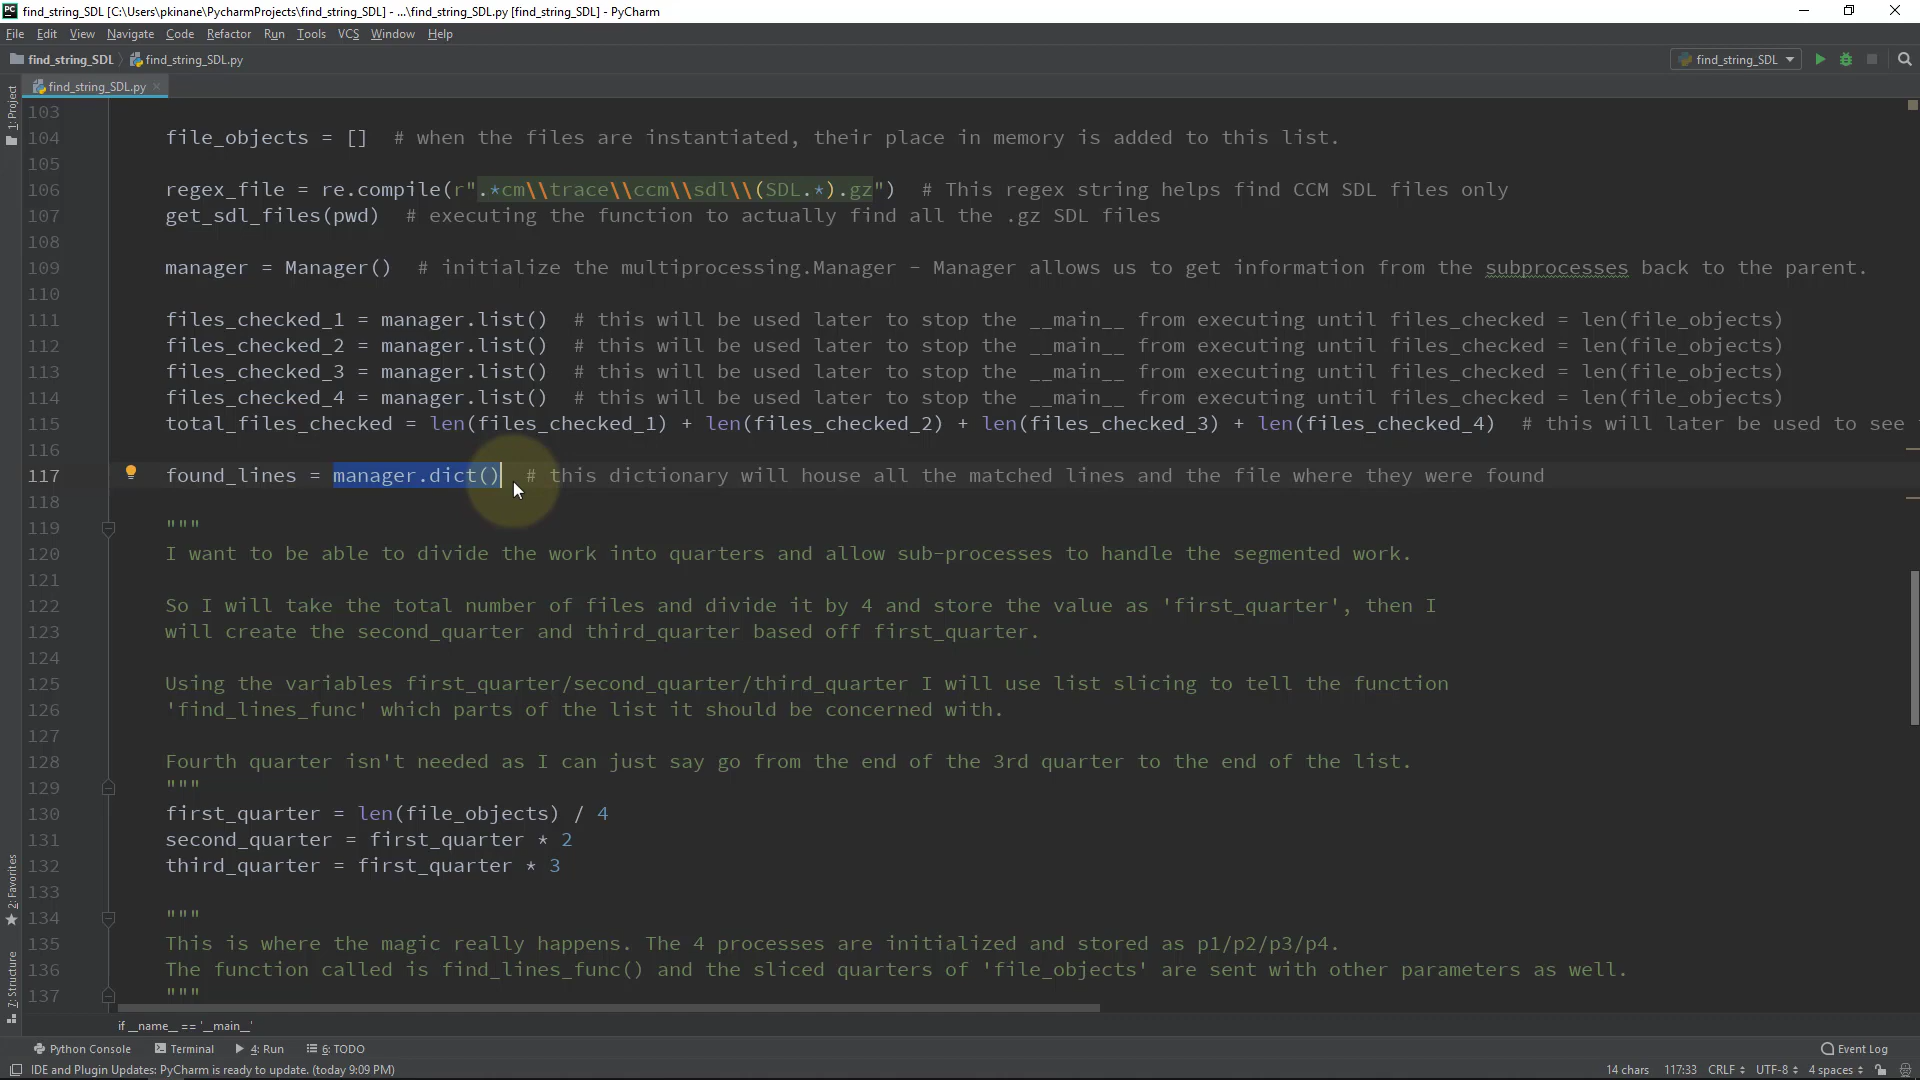 find_string_SDL [C:\Users\pkinane\PycharmProjects\find_string_SDL] - ...\find_string_SDL.py [find_string_SDL] - PyCharm
File Edit View Navigate Code Refactor Run Tools VCS Window Help
find_string_SDL find_string_SDL.py find_string_SDL
find_string_SDL.py
1: Project
103
104 file_objects = [] # when the files are instantiated, their place in memory is added to this list.
105
106 regex_file = re.compile(r".*cm\\trace\\ccm\\sdl\\(SDL.*).gz") # This regex string helps find CCM SDL files only
107 get_sdl_files(pwd) # executing the function to actually find all the .gz SDL files
108
109 manager = Manager() # initialize the multiprocessing.Manager - Manager allows us to get information from the subprocesses back to the parent.
110
111 files_checked_1 = manager.list() # this will be used later to stop the __main__ from executing until files_checked = len(file_objects)
112 files_checked_2 = manager.list() # this will be used later to stop the __main__ from executing until files_checked = len(file_objects)
113 files_checked_3 = manager.list() # this will be used later to stop the __main__ from executing until files_checked = len(file_objects)
114 files_checked_4 = manager.list() # this will be used later to stop the __main__ from executing until files_checked = len(file_objects)
115 total_files_checked = len(files_checked_1) + len(files_checked_2) + len(files_checked_3) + len(files_checked_4) # this will later be used to see
116
117 found_lines = manager.dict() # this dictionary will house all the matched lines and the file where they were found
118
119 """
120 I want to be able to divide the work into quarters and allow sub-processes to handle the segmented work.
121
122 So I will take the total number of files and divide it by 4 and store the value as 'first_quarter', then I
123 will create the second_quarter and third_quarter based off first_quarter.
124
125 Using the variables first_quarter/second_quarter/third_quarter I will use list slicing to tell the function
126 'find_lines_func' which parts of the list it should be concerned with.
127
128 Fourth quarter isn't needed as I can just say go from the end of the 3rd quarter to the end of the list.
129 """
130 first_quarter = len(file_objects) / 4
131 second_quarter = first_quarter * 2
132 third_quarter = first_quarter * 3
133
134 """
135 This is where the magic really happens. The 4 processes are initialized and stored as p1/p2/p3/p4.
136 The function called is find_lines_func() and the sliced quarters of 'file_objects' are sent with other parameters as well.
137 """
2: Favorites
7: Structure
if __name__ == '__main__'
Python Console Terminal 4: Run 6: TODO Event Log
IDE and Plugin Updates: PyCharm is ready to update. (today 9:09 PM) 14 chars 117:33 CRLF UTF-8 4 spaces